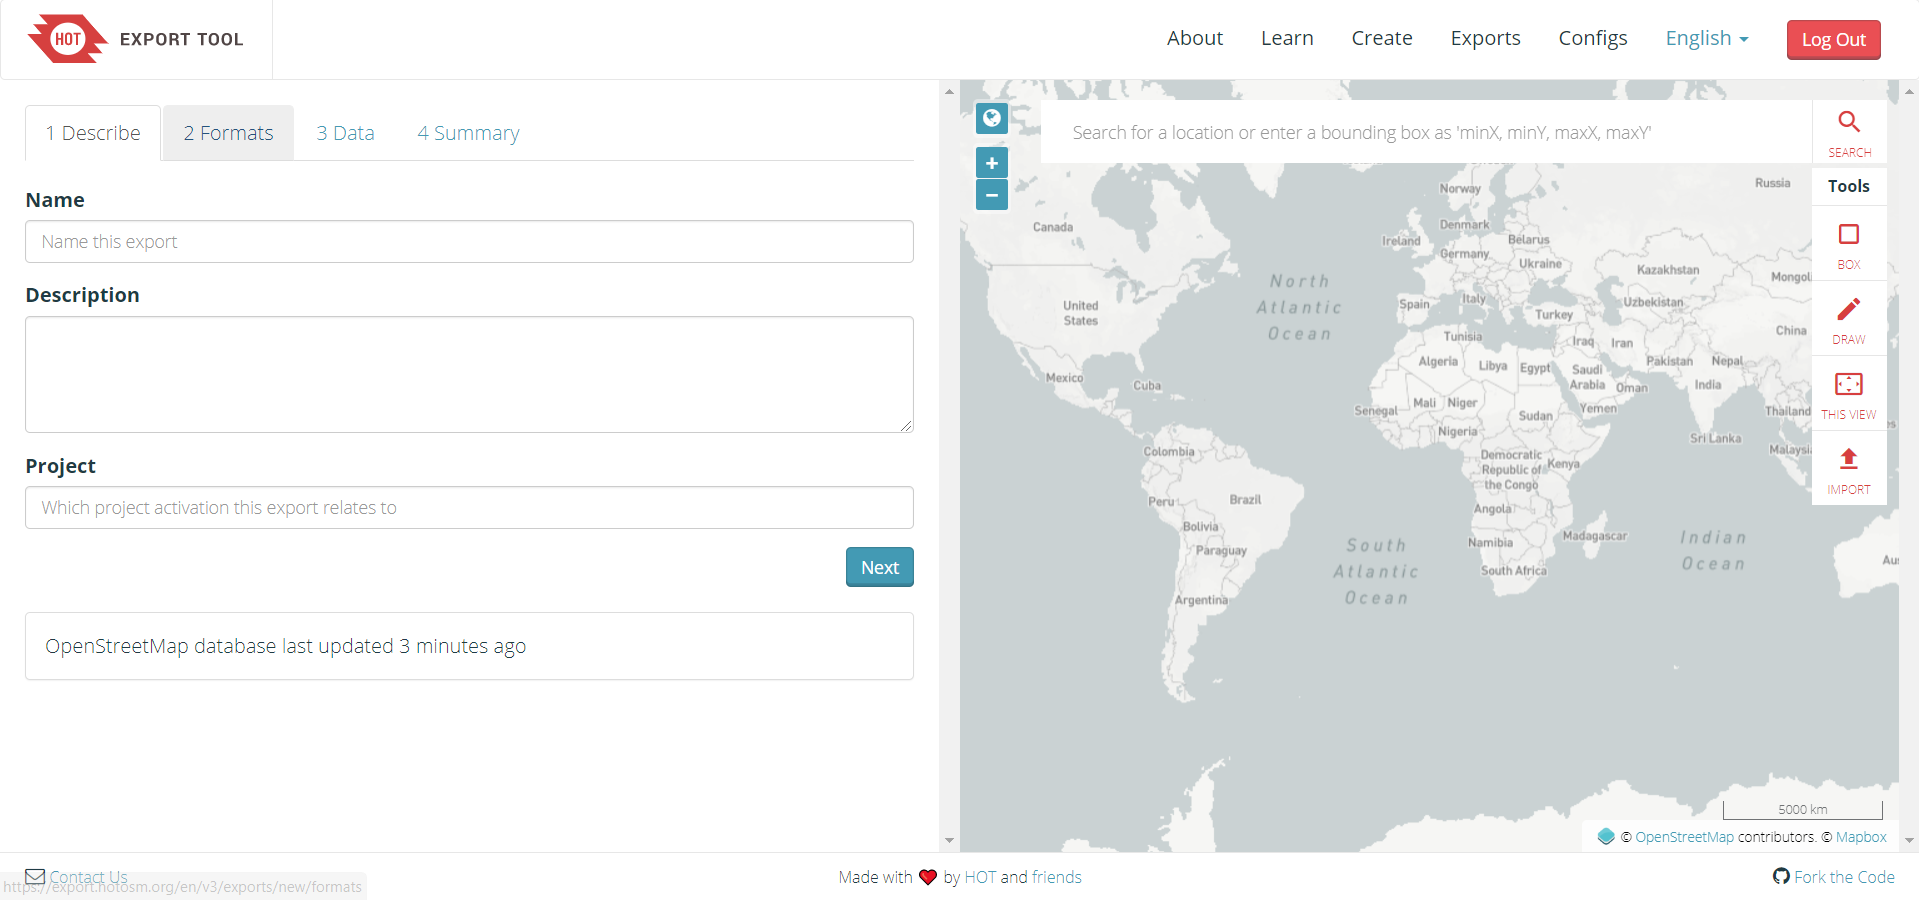 HOT EXPORT TOOL
About Learn Create Exports Configs English Log Out
1 Describe 2 Formats 3 Data 4 Summary
Name
Name this export
Description
Project
Which project activation this export relates to
Next
OpenStreetMap database last updated 3 minutes ago
+
−
Search for a location or enter a bounding box as 'minX, minY, maxX, maxY'
SEARCH
Tools
BOX
DRAW
THIS VIEW
IMPORT
Norway
Russia
Canada
Denmark
Ireland
Belarus
Germany
Ukraine
Kazakhstan
Mongol
North
Atlantic
Ocean
United
States
Spain
Italy
Uzbekistan
Turkey
China
Tunisia
Iraq
Iran
Algeria
Libya
Egypt
Pakistan
Nepal
Saudi
Arabia
Oman
India
Mexico
Cuba
Mali
Niger
Senegal
Sudan
Yemen
Thailand
Nigeria
Sri Lanka
Malaysi
Colombia
Democratic
Republic of
the Congo
Kenya
Peru
Brazil
Angola
Bolivia
Namibia
Madagascar
Paraguay
South Africa
South
Atlantic
Ocean
Indian
Ocean
Aus
Argentina
5000 km
© OpenStreetMap contributors. © Mapbox
Contact Us
https://export.hotosm.org/en/v3/exports/new/formats
Made with by HOT and friends
Fork the Code